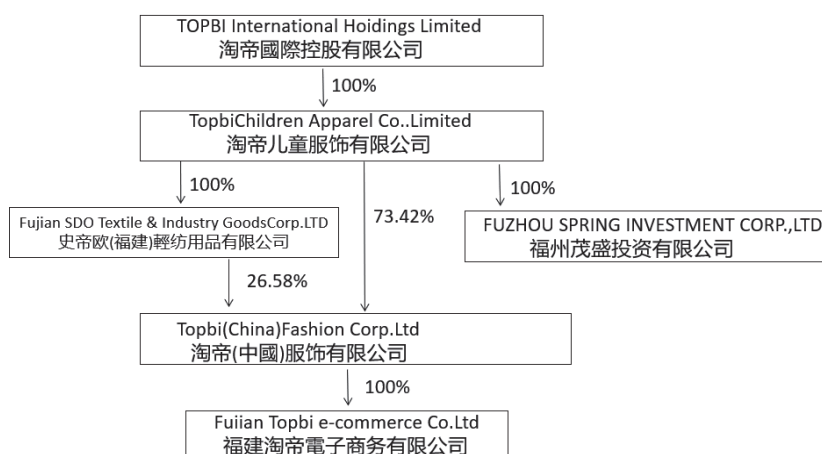 TOPBI International Hoidings Limited
淘帝國際控股有限公司
100%
TopbiChildren Apparel Co..Limited
淘帝儿童服饰有限公司
100%
73.42%
100%
Fujian SDO Textile & Industry GoodsCorp.LTD
史帝欧(福建)輕纺用品有限公司
FUZHOU SPRING INVESTMENT CORP.,LTD
福州茂盛投资有限公司
26.58%
Topbi(China)Fashion Corp.Ltd
淘帝(中國)服饰有限公司
100%
Fuiian Topbi e-commerce Co.Ltd
福建淘帝電子商务有限公司